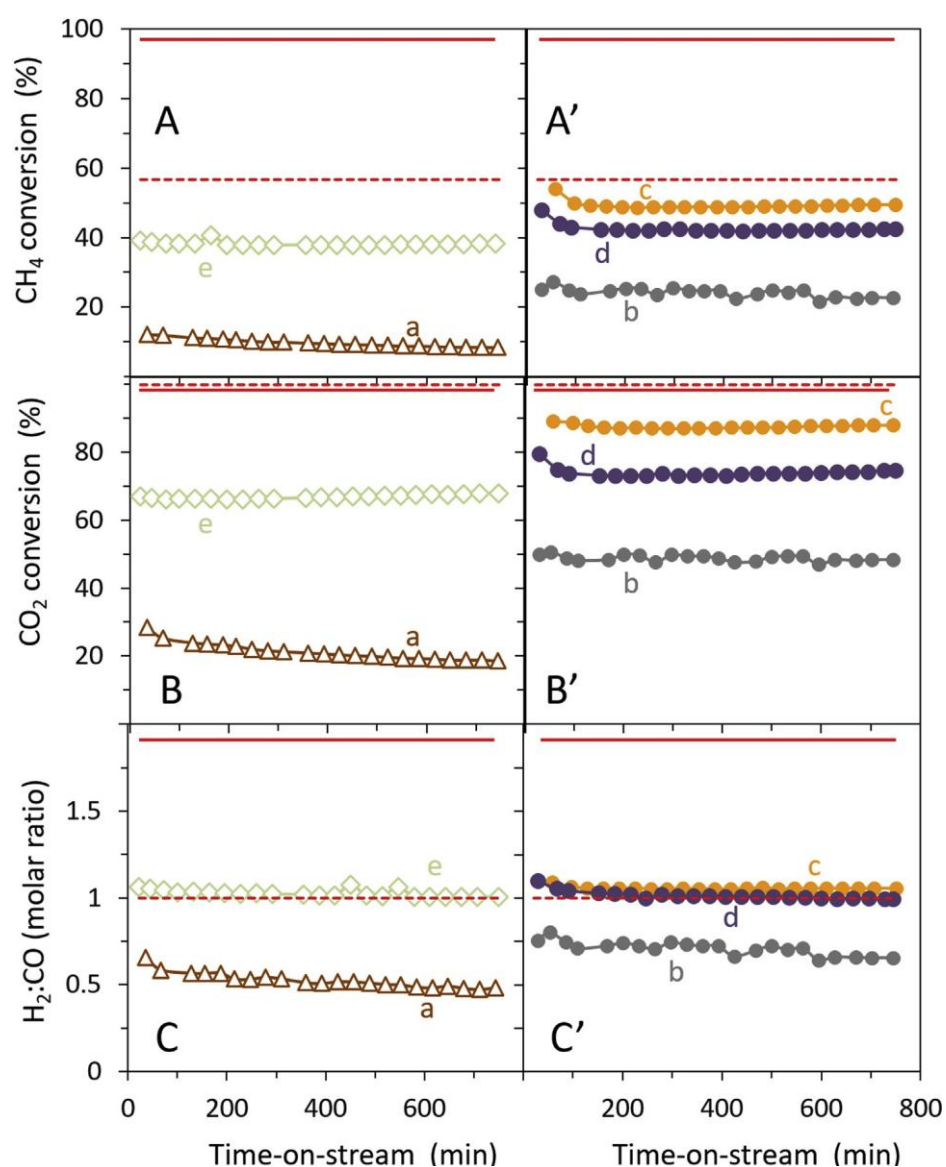 100
80
60
40
20
CH₄ conversion (%)
A
e
a
A’
c
d
b
80
60
40
20
CO₂ conversion (%)
e
a
B
c
d
b
B’
1.5
1
0.5
0
H₂:CO (molar ratio)
e
a
C
c
d
b
C’
0 200 400 600
200 400 600 800
Time-on-stream (min)
Time-on-stream (min)